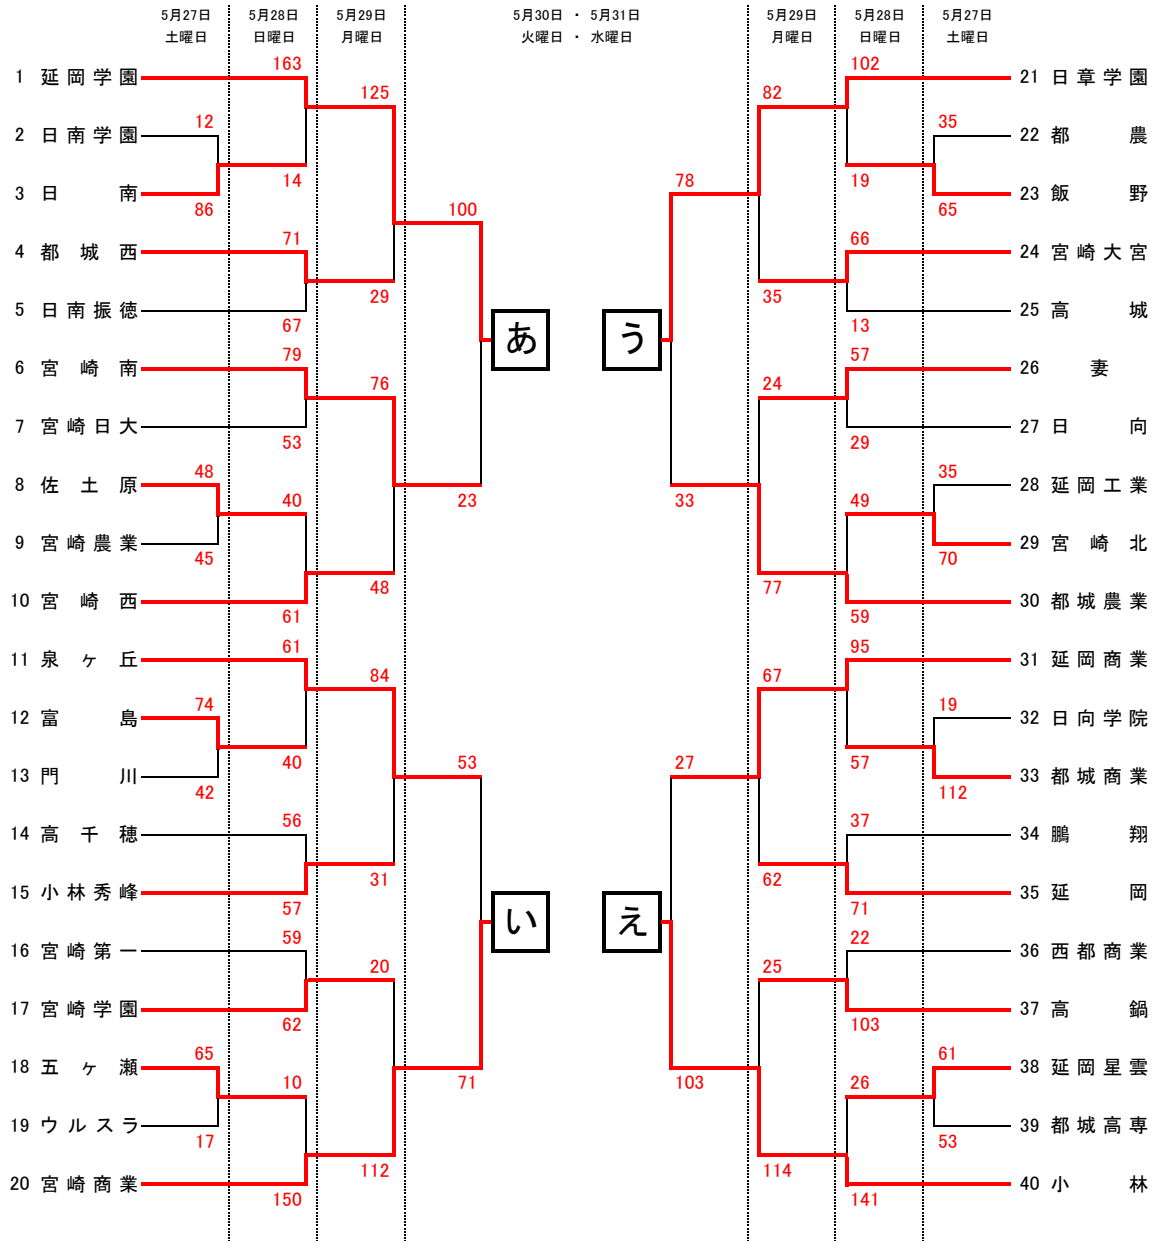 5月27日 5月28日 5月29日 5月30日 ・ 5月31日 5月29日 5月28日 5月27日
土曜日 日曜日 月曜日 火曜日 ・ 水曜日 月曜日 日曜日 土曜日
163 102
1 延岡学園 21 日章学園
125 82
12 35
2 日南学園 22 都農
14 19 78
3 日南 23 飯野
86 100 65
71 66
4 都城西 24 宮崎大宮
29 35
5 日南振徳 25 高城
67 13
あ う
79 57
6 宮崎南 26 妻
76 24
7 宮崎日大 27 日向
53 29
48 35
8 佐土原 28 延岡工業
40 23 33 49
9 宮崎農業 29 宮崎北
45 70
48 77
10 宮崎西 30 都城農業
61 59
61 95
11 泉ヶ丘 31 延岡商業
84 67
74 19
12 富島 32 日向学院
40 53 27 57
13 門川 33 都城商業
42 112
56 37
14 高千穂 34 鵬翔
31 62
15 小林秀峰 35 延岡
57 71
い え
59 22
16 宮崎第一 36 西都商業
20 25
17 宮崎学園 37 高鍋
62 103
65 61
18 五ヶ瀬 38 延岡星雲
10 71 103 26
19 ウルスラ 39 都城高専
17 53
112 114
20 宮崎商業 40 小林
150 141